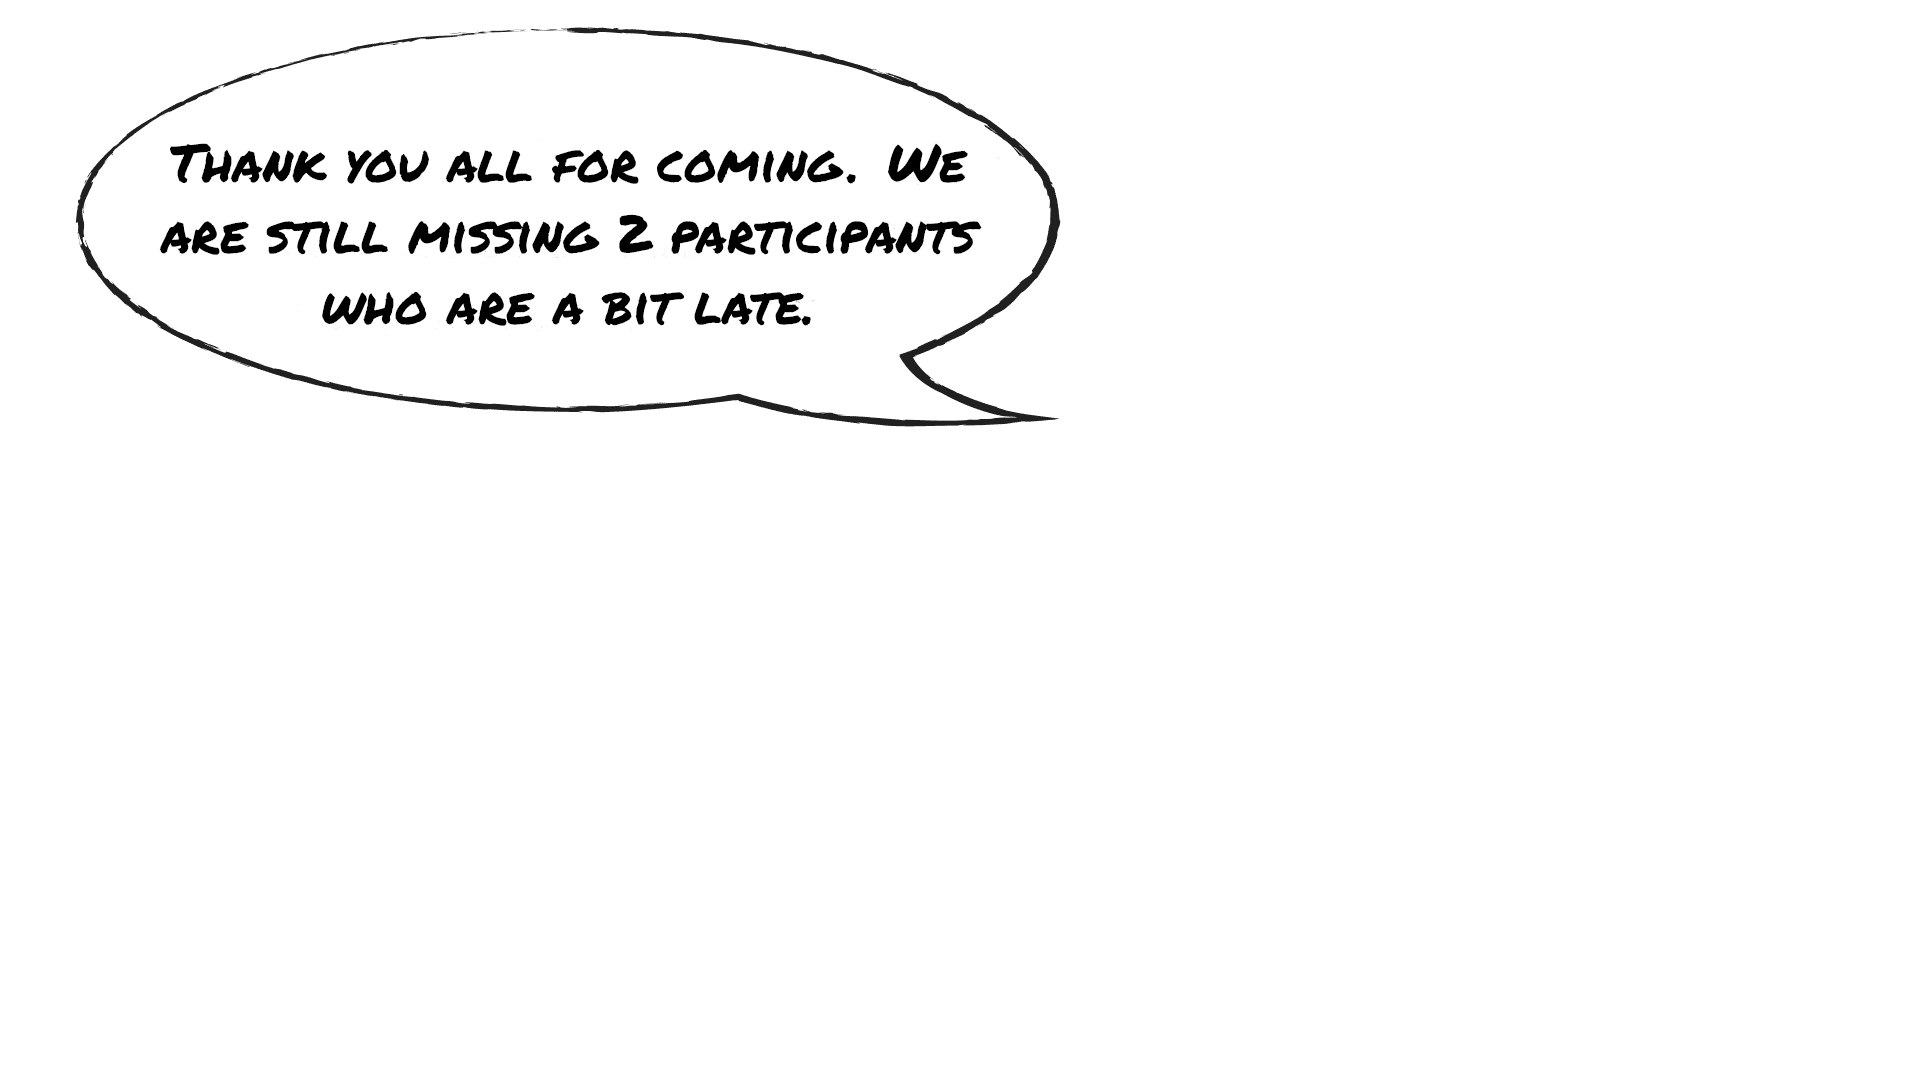 Thank you all for coming.  We
are still missing 2 participants
who are a bit late.